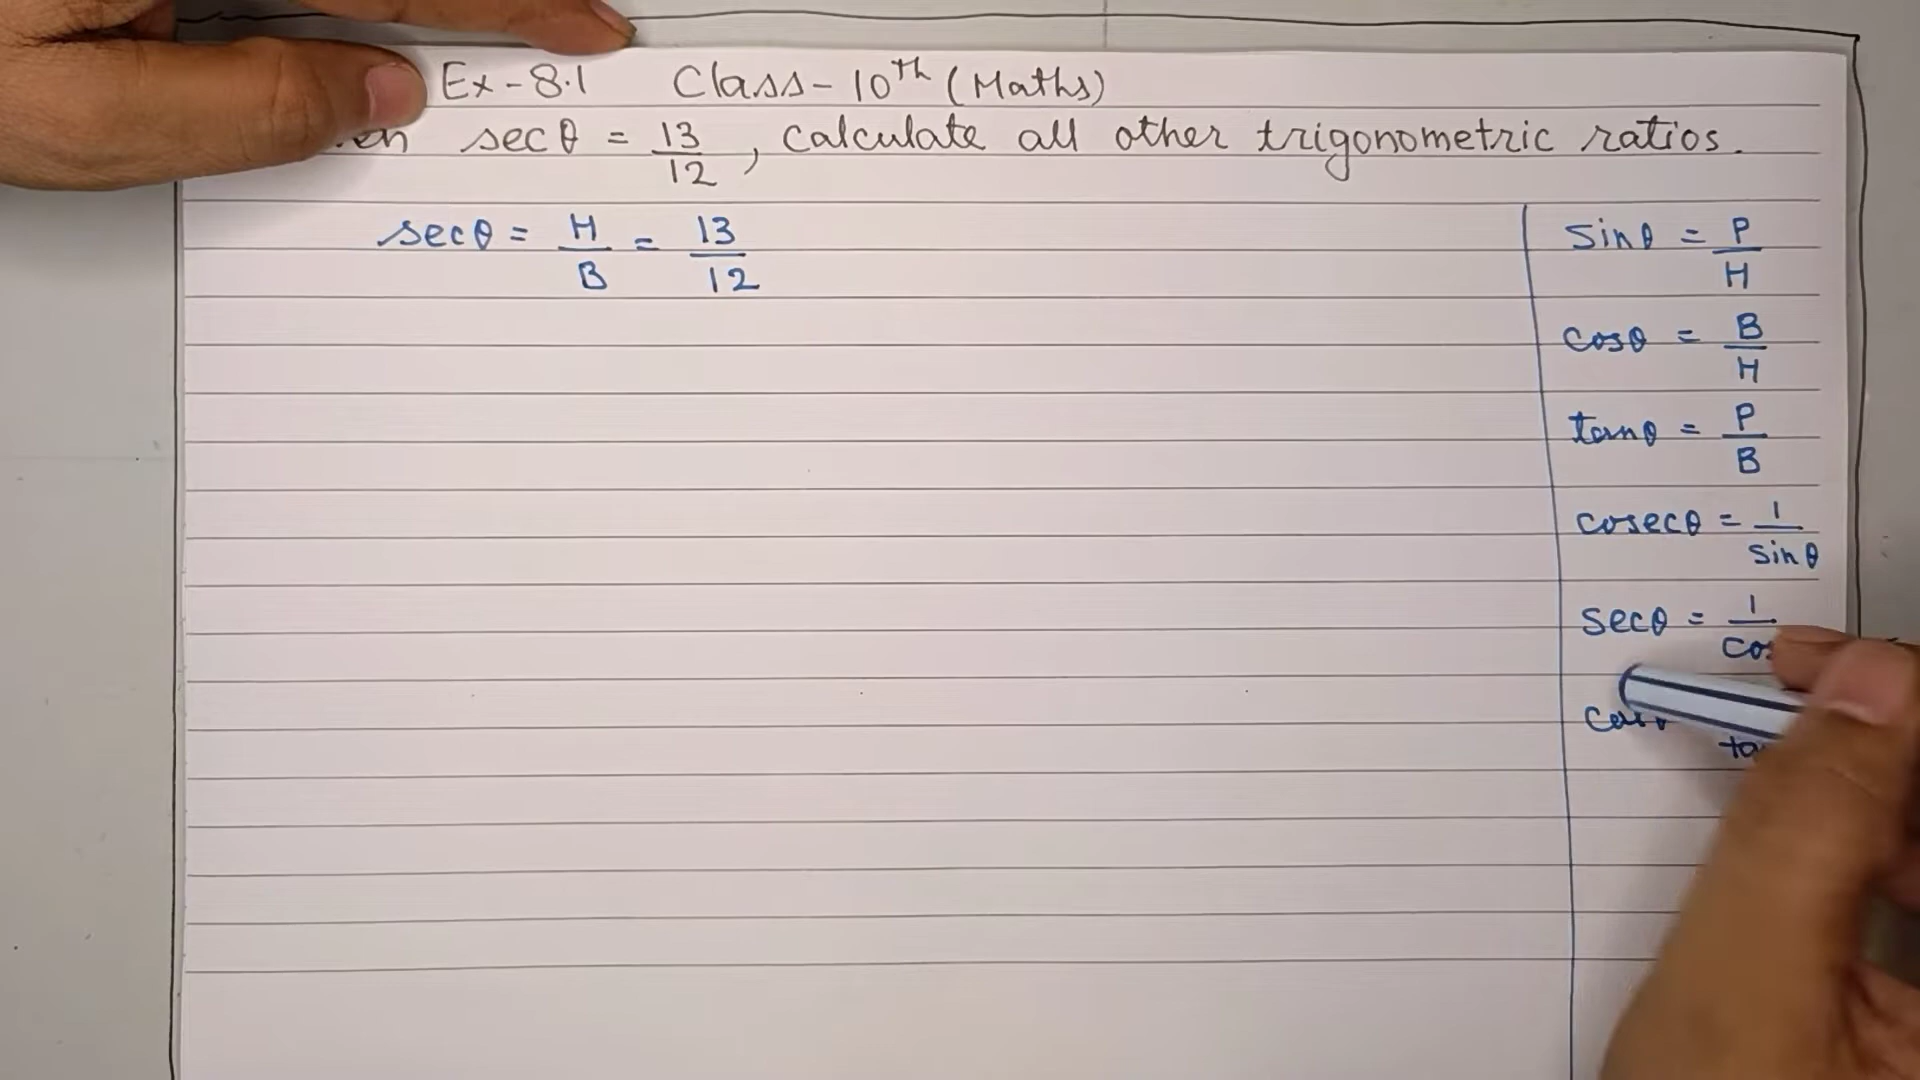 Ex-8.1 Class-10th (Maths)
sec θ = 13/12, calculate all other trigonometric ratios.
sec θ = H/B = 13/12
sin θ = P/H
cos θ = B/H
tan θ = P/B
cosec θ = 1/sin θ
sec θ = 1/